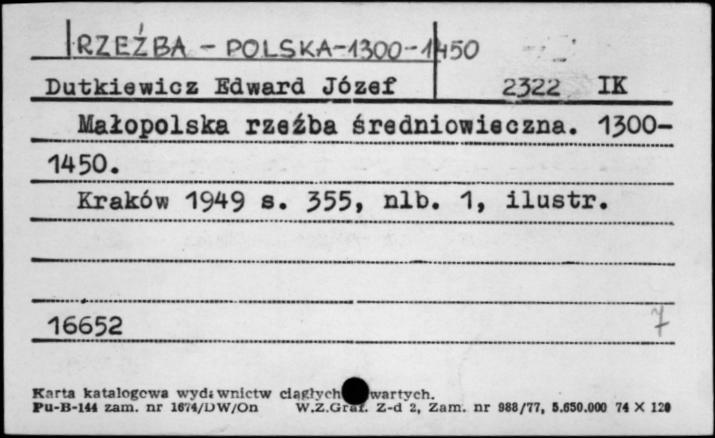 RZEŹBA - POLSKA-1300-1450
Dutkiewicz Edward Józef 2322 IK
Małopolska rzeźba średniowieczna. 1300-
1450.
Kraków 1949 s. 355, nlb. 1, ilustr.
16652 7
Karta katalogowa wydawnictw ciągłych wartych.
Pu-B-144 zam. nr 1674/DW/On W.Z.Graf. Z-d 2, Zam. nr 988/77, 5.650.000 74 X 120